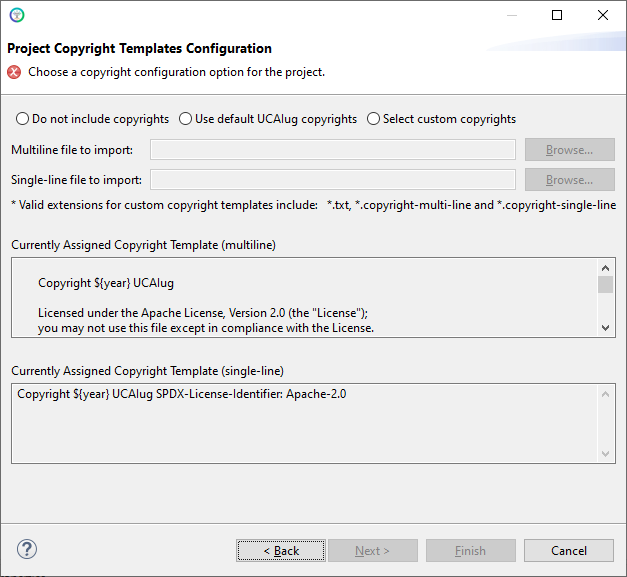 Project Copyright Templates Configuration
Choose a copyright configuration option for the project.
Do not include copyrights Use default UCAIug copyrights Select custom copyrights
Multiline file to import: Browse...
Single-line file to import: Browse...
* Valid extensions for custom copyright templates include: *.txt, *.copyright-multi-line and *.copyright-single-line
Currently Assigned Copyright Template (multiline)
Copyright ${year} UCAIug
Licensed under the Apache License, Version 2.0 (the "License");
you may not use this file except in compliance with the License.
Currently Assigned Copyright Template (single-line)
Copyright ${year} UCAIug SPDX-License-Identifier: Apache-2.0
? < Back Next > Finish Cancel